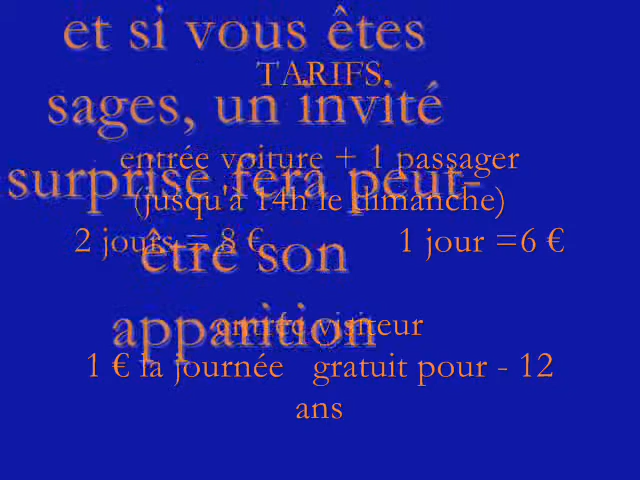 et si vous êtes
sages, un invité
surprise fera peut-
être son
apparition
TARIFS
entrée voiture + 1 passager
(jusqu'à 14h le dimanche)
2 jours = 8 € 1 jour =6 €
entrée visiteur
1 € la journée gratuit pour - 12
ans